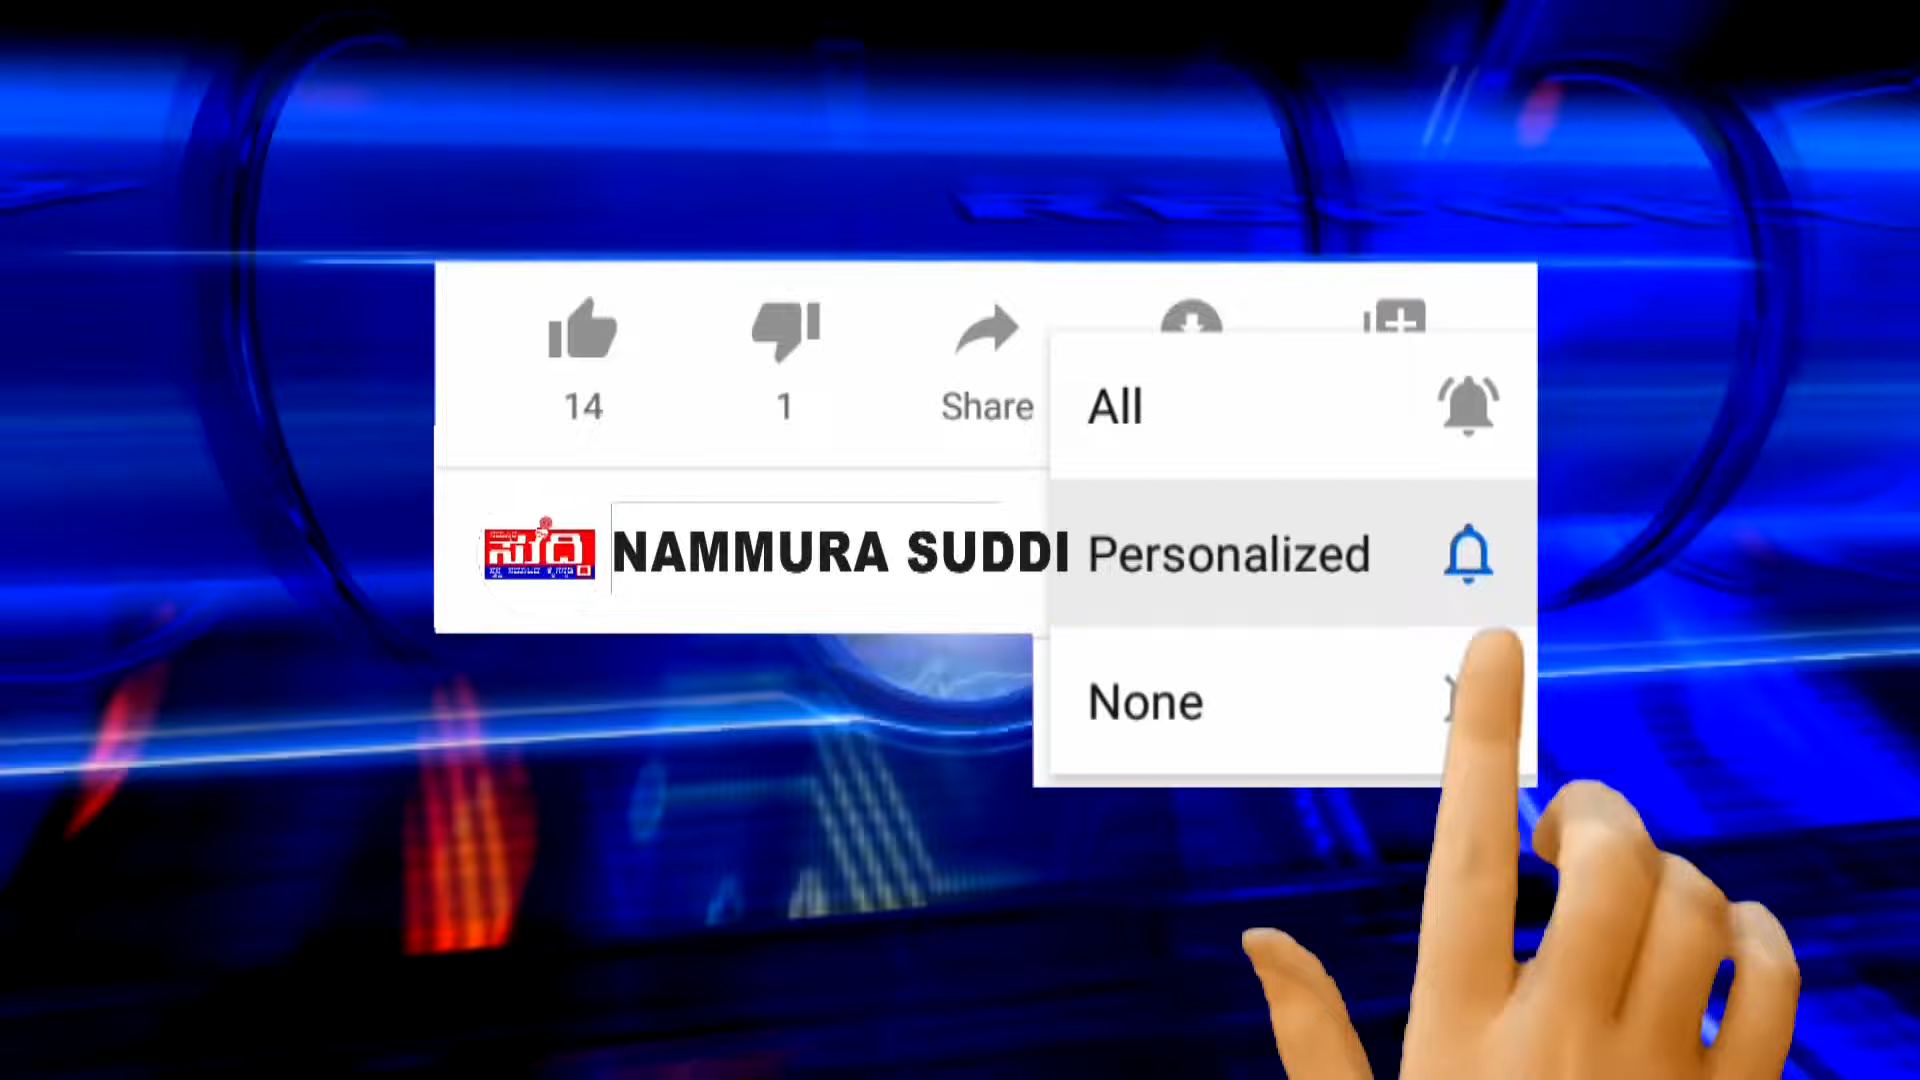 14
1
Share
All
ಸುದ್ದಿ
NAMMURA SUDDI
Personalized
None